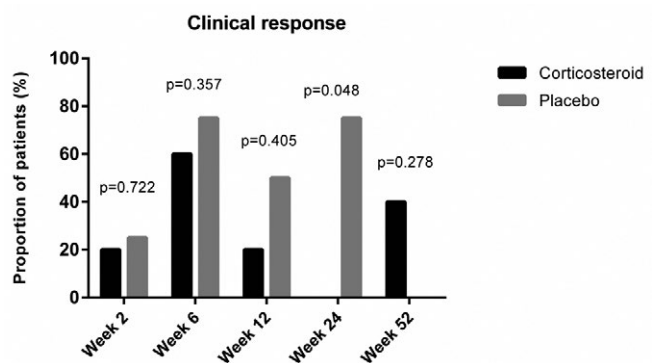 Clinical response
Proportion of patients (%)
100
80
60
40
20
0
p=0.722
p=0.357
p=0.405
p=0.048
p=0.278
Week 2
Week 6
Week 12
Week 24
Week 52
Corticosteroid
Placebo